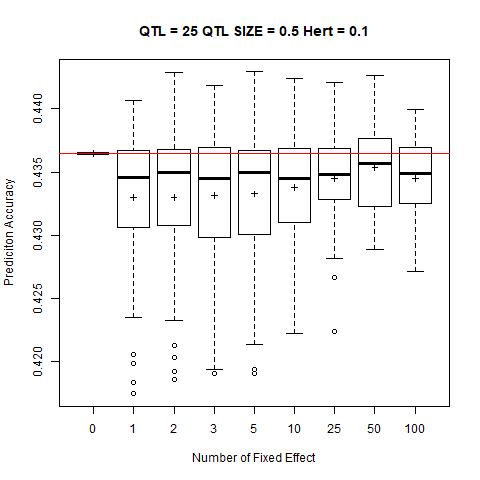 QTL = 25 QTL SIZE = 0.5 Hert = 0.1
Prediciton Accuracy
0.440
0.435
0.430
0.425
0.420
0 1 2 3 5 10 25 50 100
Number of Fixed Effect